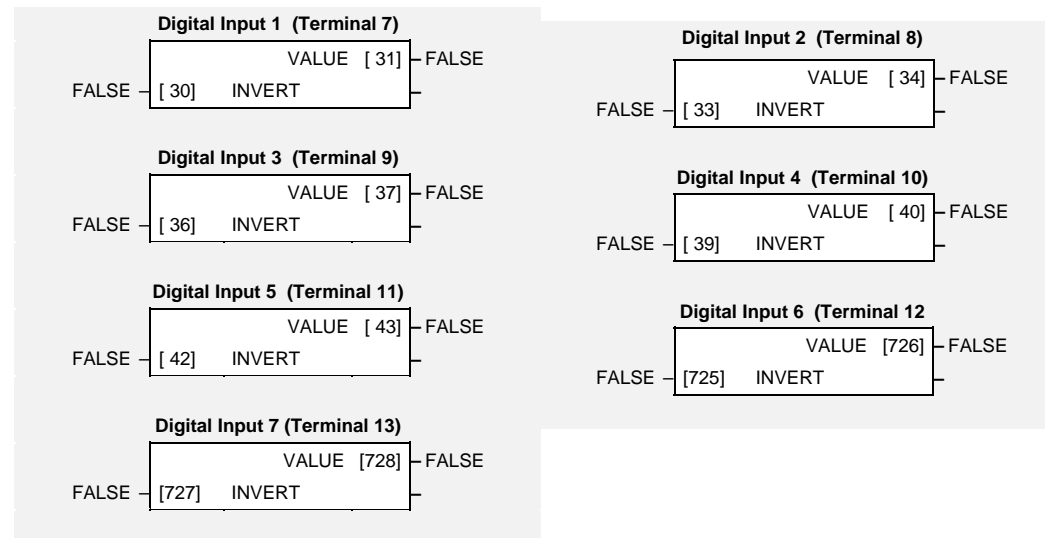 Digital Input 1 (Terminal 7)
VALUE [ 31] FALSE
FALSE [ 30] INVERT
Digital Input 2 (Terminal 8)
VALUE [ 34] FALSE
FALSE [ 33] INVERT
Digital Input 3 (Terminal 9)
VALUE [ 37] FALSE
FALSE [ 36] INVERT
Digital Input 4 (Terminal 10)
VALUE [ 40] FALSE
FALSE [ 39] INVERT
Digital Input 5 (Terminal 11)
VALUE [ 43] FALSE
FALSE [ 42] INVERT
Digital Input 6 (Terminal 12
VALUE [726] FALSE
FALSE [725] INVERT
Digital Input 7 (Terminal 13)
VALUE [728] FALSE
FALSE [727] INVERT